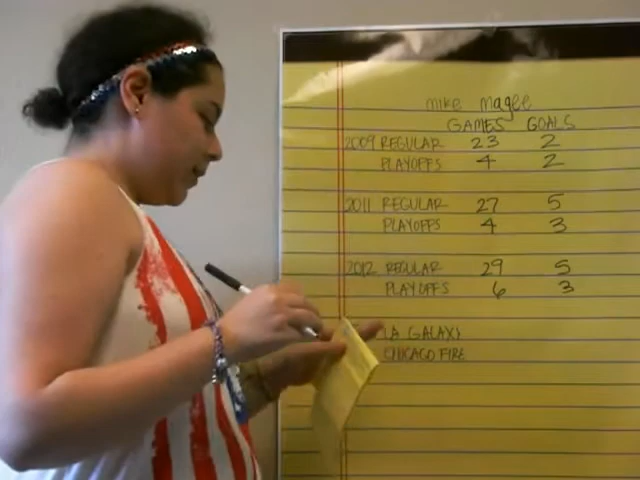 mike magee
GAMES GOALS
2009 REGULAR 23 2
PLAYOFFS 4 2
2011 REGULAR 27 5
PLAYOFFS 4 3
2012 REGULAR 29 5
PLAYOFFS 6 3
LA GALAXY
CHICAGO FIRE